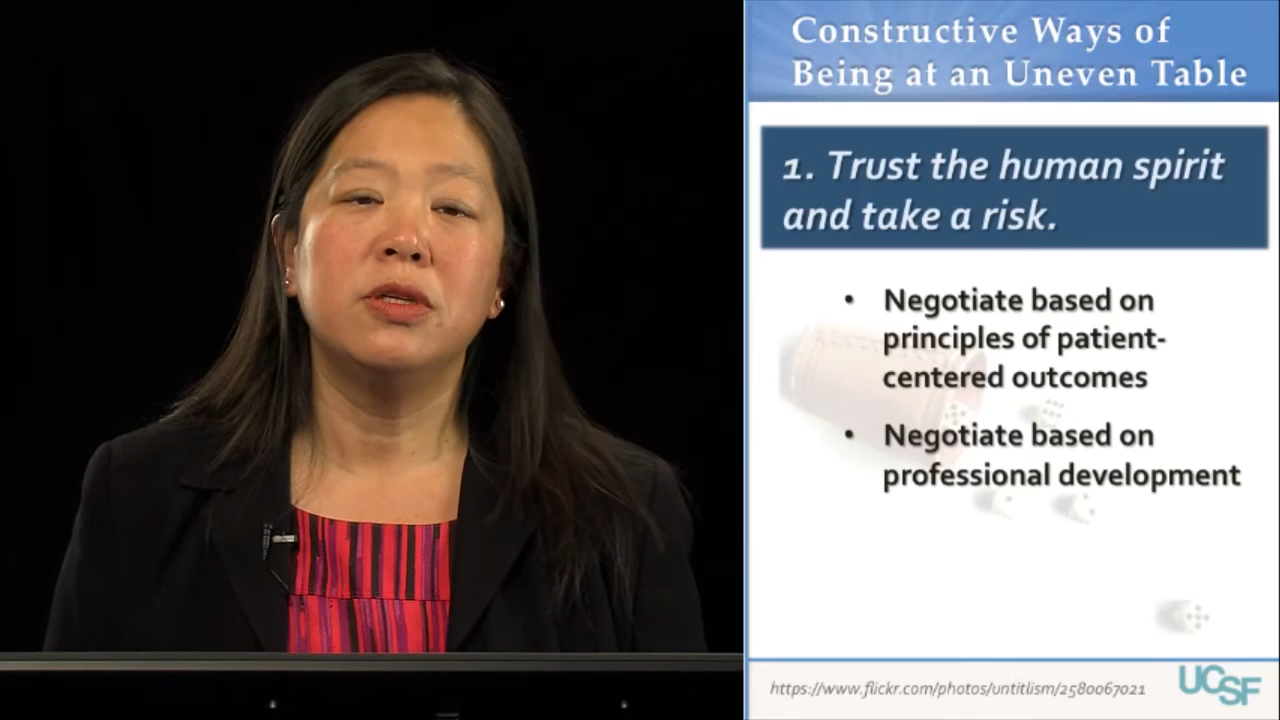 Constructive Ways of
Being at an Uneven Table
1. Trust the human spirit
and take a risk.
• Negotiate based on
principles of patient-
centered outcomes
• Negotiate based on
professional development
https://www.flickr.com/photos/untitlism/2580067021
UCSF